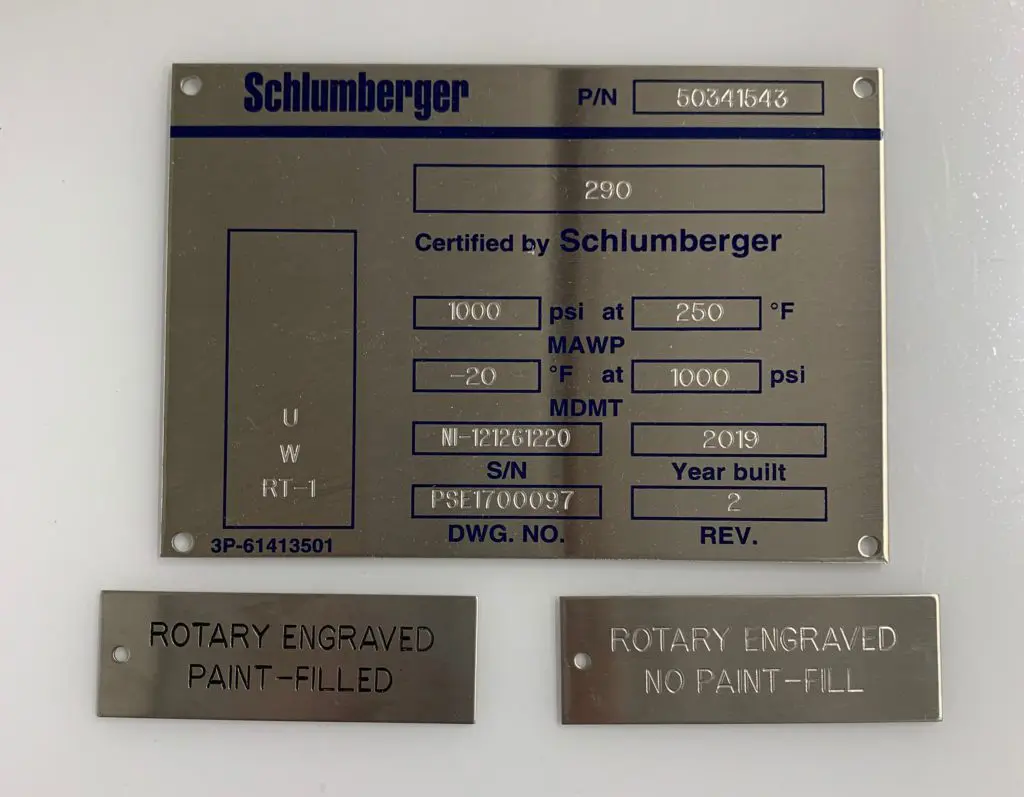 Schlumberger P/N 50341543
290
Certified by Schlumberger
1000 psi at 250 °F
MAWP
-20 °F at 1000 psi
MDMT
NI-121261220 2019
S/N Year built
PSE1700097 2
DWG. NO. REV.
U
W
RT-1
3P-61413501
ROTARY ENGRAVED
PAINT-FILLED
ROTARY ENGRAVED
NO PAINT-FILL